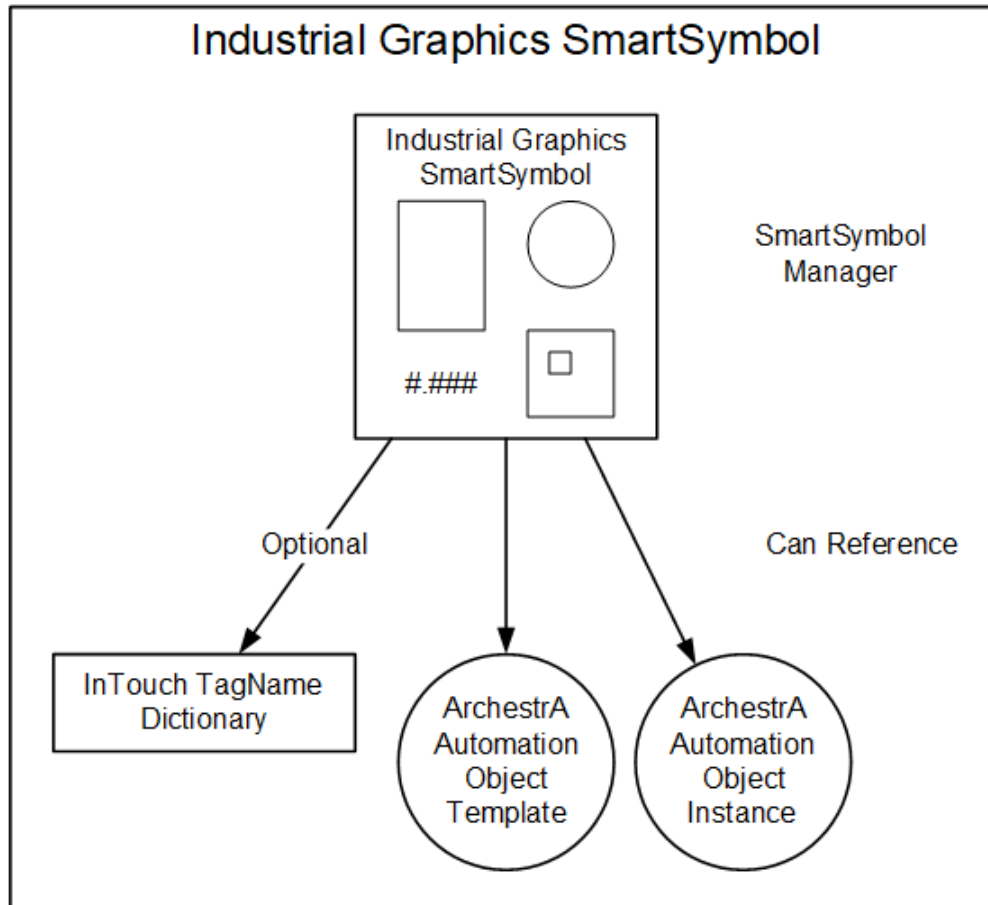 Industrial Graphics SmartSymbol
Industrial Graphics
SmartSymbol
SmartSymbol
Manager
#.###
Optional
Can Reference
InTouch TagName
Dictionary
ArchestrA
Automation
Object
Template
ArchestrA
Automation
Object
Instance